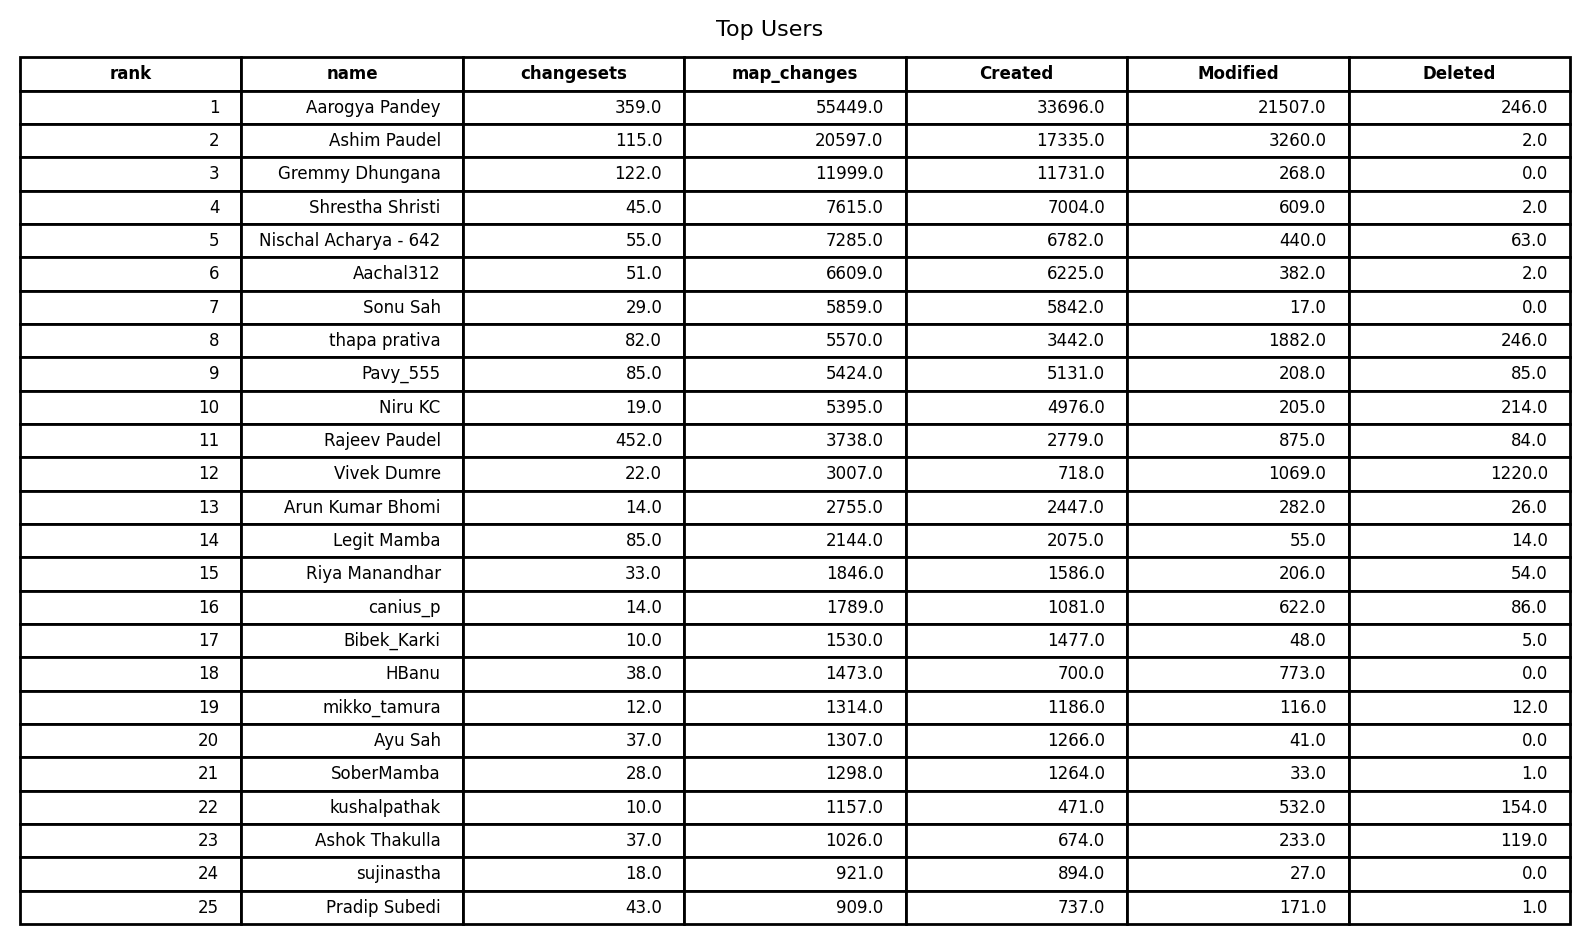 Top Users
rank name changesets map_changes Created Modified Deleted
1 Aarogya Pandey 359.0 55449.0 33696.0 21507.0 246.0
2 Ashim Paudel 115.0 20597.0 17335.0 3260.0 2.0
3 Gremmy Dhungana 122.0 11999.0 11731.0 268.0 0.0
4 Shrestha Shristi 45.0 7615.0 7004.0 609.0 2.0
5 Nischal Acharya - 642 55.0 7285.0 6782.0 440.0 63.0
6 Aachal312 51.0 6609.0 6225.0 382.0 2.0
7 Sonu Sah 29.0 5859.0 5842.0 17.0 0.0
8 thapa prativa 82.0 5570.0 3442.0 1882.0 246.0
9 Pavy_555 85.0 5424.0 5131.0 208.0 85.0
10 Niru KC 19.0 5395.0 4976.0 205.0 214.0
11 Rajeev Paudel 452.0 3738.0 2779.0 875.0 84.0
12 Vivek Dumre 22.0 3007.0 718.0 1069.0 1220.0
13 Arun Kumar Bhomi 14.0 2755.0 2447.0 282.0 26.0
14 Legit Mamba 85.0 2144.0 2075.0 55.0 14.0
15 Riya Manandhar 33.0 1846.0 1586.0 206.0 54.0
16 canius_p 14.0 1789.0 1081.0 622.0 86.0
17 Bibek_Karki 10.0 1530.0 1477.0 48.0 5.0
18 HBanu 38.0 1473.0 700.0 773.0 0.0
19 mikko_tamura 12.0 1314.0 1186.0 116.0 12.0
20 Ayu Sah 37.0 1307.0 1266.0 41.0 0.0
21 SoberMamba 28.0 1298.0 1264.0 33.0 1.0
22 kushalpathak 10.0 1157.0 471.0 532.0 154.0
23 Ashok Thakulla 37.0 1026.0 674.0 233.0 119.0
24 sujinastha 18.0 921.0 894.0 27.0 0.0
25 Pradip Subedi 43.0 909.0 737.0 171.0 1.0